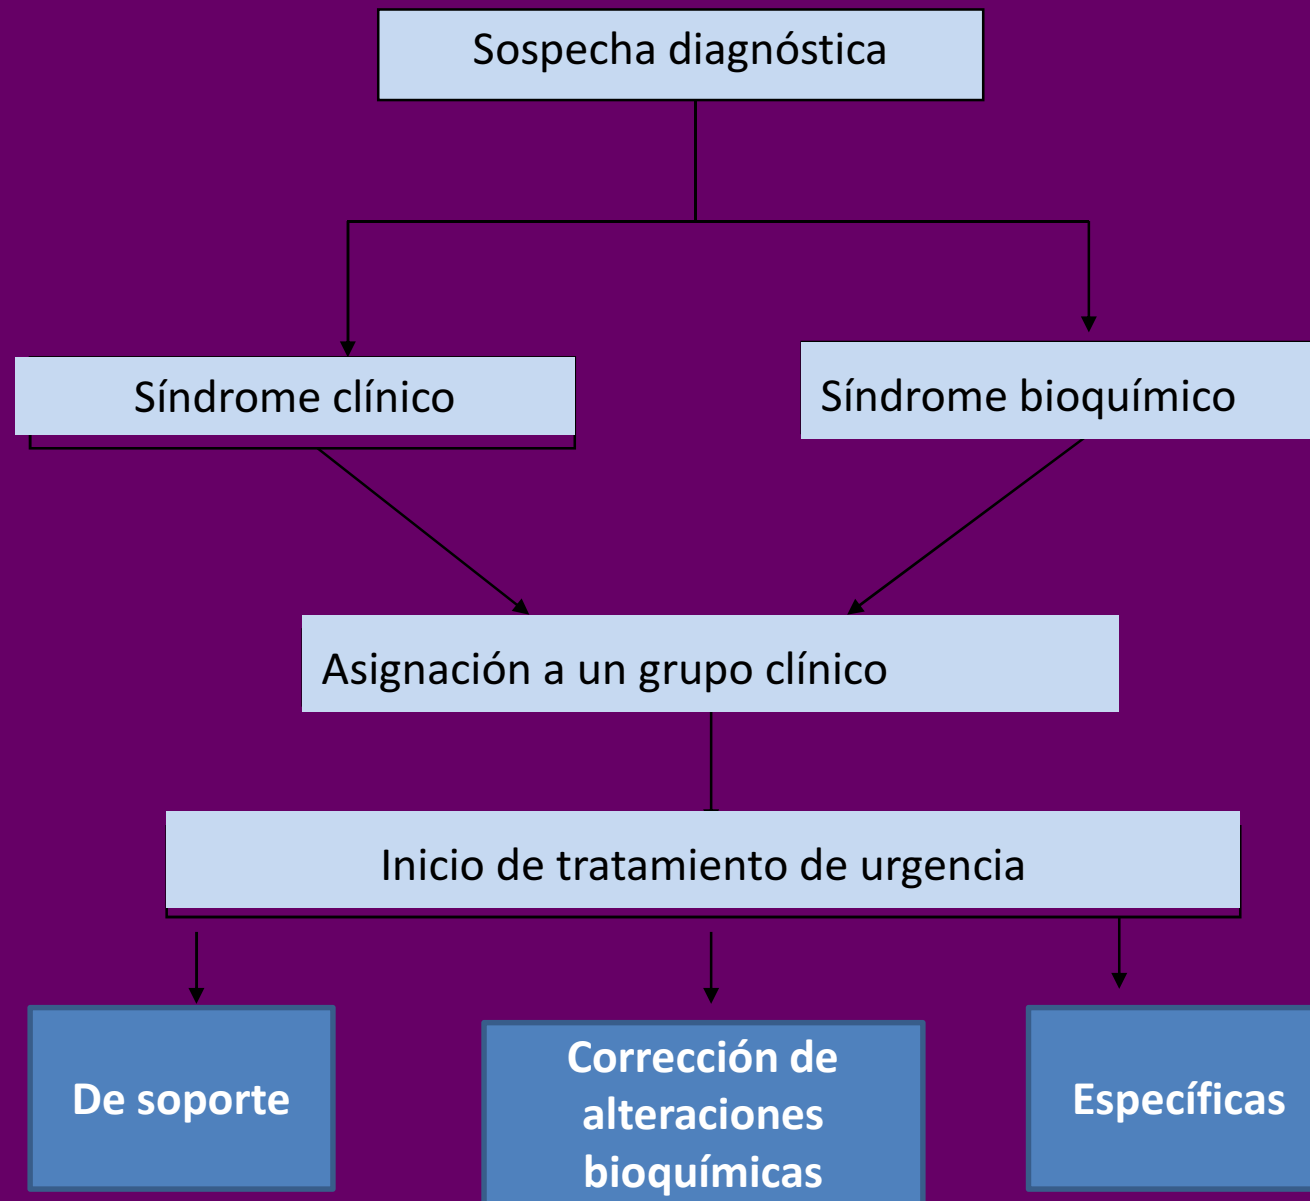 Sospecha diagnóstica
Síndrome clínico
Síndrome bioquímico
Asignación a un grupo clínico
Inicio de tratamiento de urgencia
De soporte
Corrección de
alteraciones
bioquímicas
Específicas